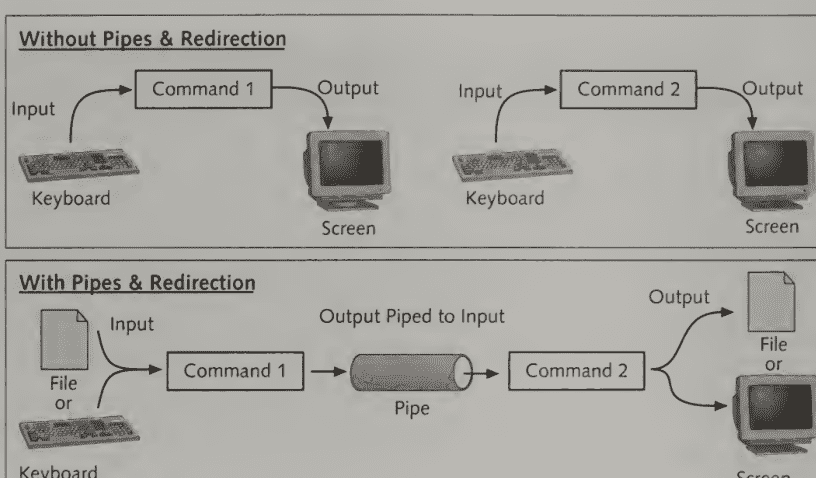 Without Pipes & Redirection
Input
Command 1
Output
Keyboard
Screen
Input
Command 2
Output
Keyboard
Screen
With Pipes & Redirection
File
or
Keyboard
Input
Command 1
Output Piped to Input
Pipe
Command 2
Output
File
or
Screen